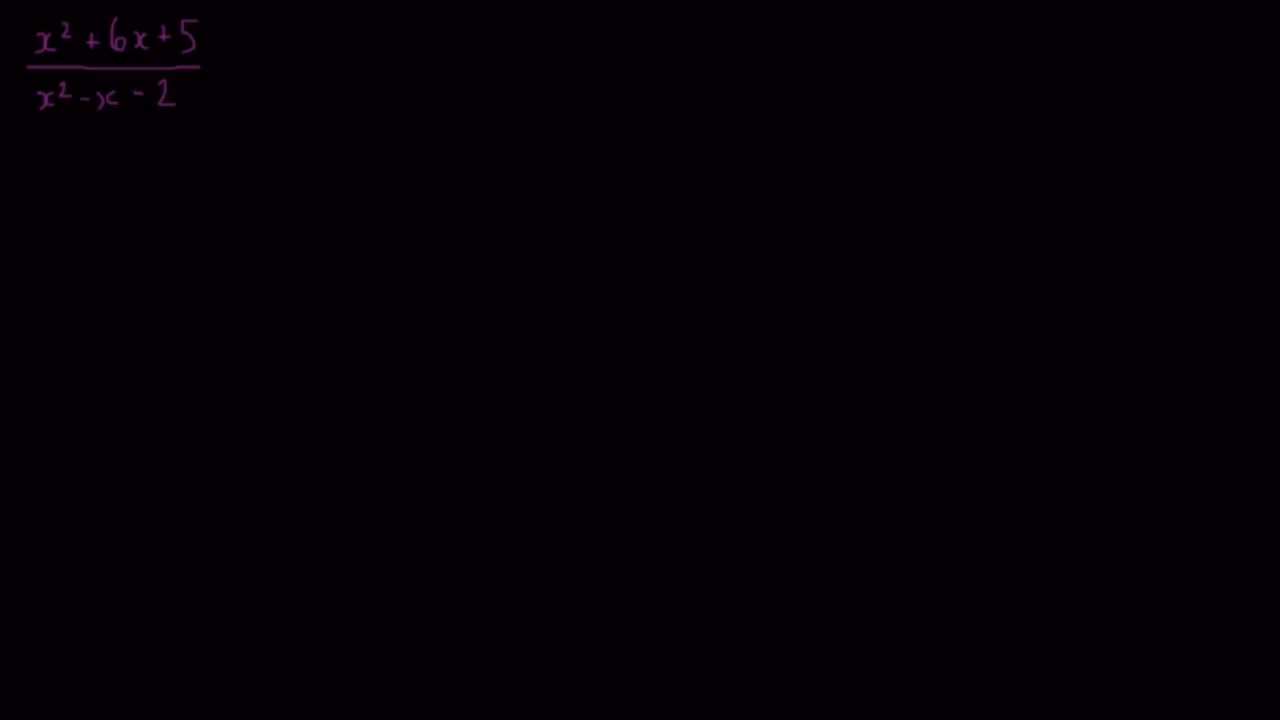 x² + 6x + 5
x² - x - 2